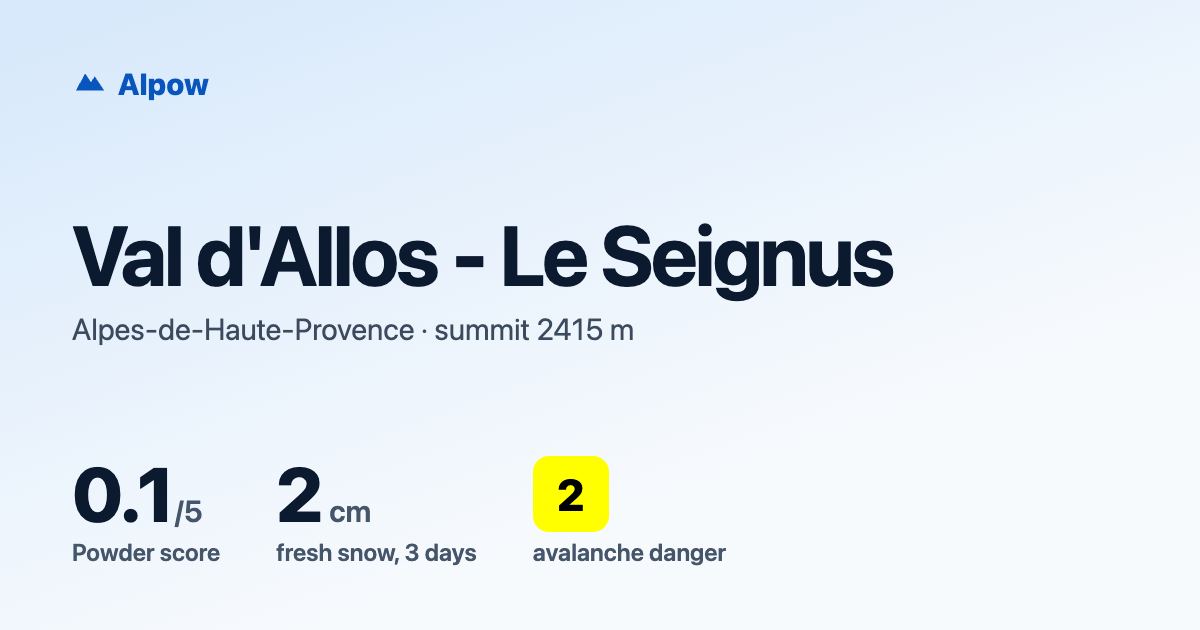 Alpow
Val d'Allos - Le Seignus
Alpes-de-Haute-Provence · summit 2415 m
0.1/5 2 cm 2
Powder score fresh snow, 3 days avalanche danger